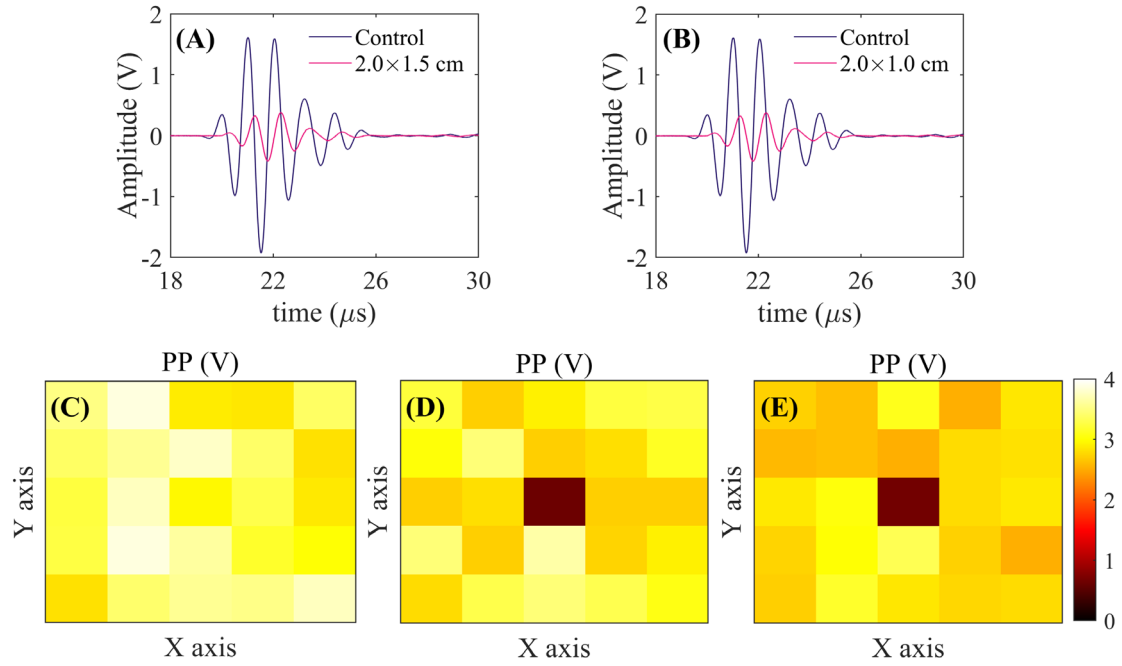 2
(A)
Control
2.0×1.5 cm
1
0
-1
-2
Amplitude (V)
18
22
26
30
time (μs)
2
(B)
Control
2.0×1.0 cm
1
0
-1
-2
Amplitude (V)
18
22
26
30
time (μs)
PP (V)
(C)
Y axis
X axis
PP (V)
(D)
Y axis
X axis
PP (V)
(E)
Y axis
X axis
4
3
2
1
0